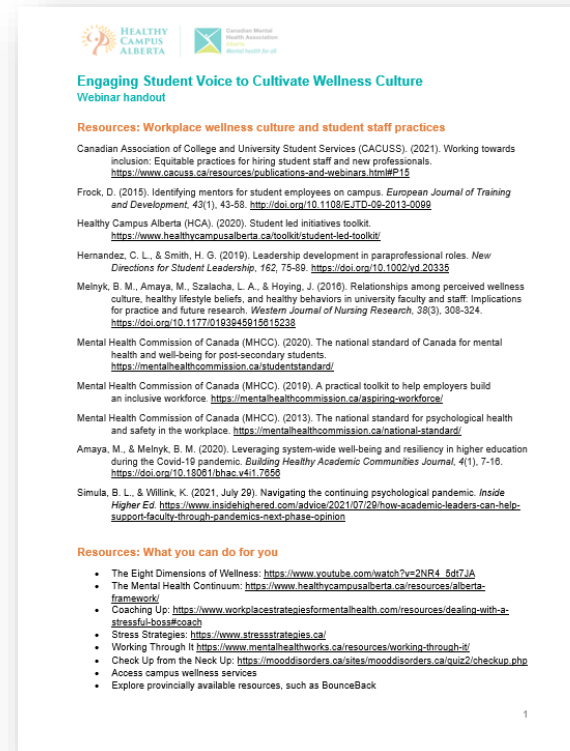 HEALTHY
CAMPUS
ALBERTA
Canadian Mental
Health Association
Alberta
Mental health for all
Engaging Student Voice to Cultivate Wellness Culture
Webinar handout
Resources: Workplace wellness culture and student staff practices
Canadian Association of College and University Student Services (CACUSS). (2021). Working towards
inclusion: Equitable practices for hiring student staff and new professionals.
https://www.cacuss.ca/resources/publications-and-webinars.html#P15
Frock, D. (2015). Identifying mentors for student employees on campus. European Journal of Training
and Development, 43(1), 43-58. http://doi.org/10.1108/EJTD-09-2013-0099
Healthy Campus Alberta (HCA). (2020). Student led initiatives toolkit.
https://www.healthycampusalberta.ca/toolkit/student-led-toolkit/
Hernandez, C. L., & Smith, H. G. (2019). Leadership development in paraprofessional roles. New
Directions for Student Leadership, 162, 75-89. https://doi.org/10.1002/yd.20335
Melnyk, B. M., Amaya, M., Szalacha, L. A., & Hoying, J. (2016). Relationships among perceived wellness
culture, healthy lifestyle beliefs, and healthy behaviors in university faculty and staff: Implications
for practice and future research. Western Journal of Nursing Research, 38(3), 308-324.
https://doi.org/10.1177/0193945915615238
Mental Health Commission of Canada (MHCC). (2020). The national standard of Canada for mental
health and well-being for post-secondary students.
https://mentalhealthcommission.ca/studentstandard/
Mental Health Commission of Canada (MHCC). (2019). A practical toolkit to help employers build
an inclusive workforce. https://mentalhealthcommission.ca/aspiring-workforce/
Mental Health Commission of Canada (MHCC). (2013). The national standard for psychological health
and safety in the workplace. https://mentalhealthcommission.ca/national-standard/
Amaya, M., & Melnyk, B. M. (2020). Leveraging system-wide well-being and resiliency in higher education
during the Covid-19 pandemic. Building Healthy Academic Communities Journal, 4(1), 7-16.
https://doi.org/10.18061/bhac.v4i1.7656
Simula, B. L., & Willink, K. (2021, July 29). Navigating the continuing psychological pandemic. Inside
Higher Ed. https://www.insidehighered.com/advice/2021/07/29/how-academic-leaders-can-help-
support-faculty-through-pandemics-next-phase-opinion
Resources: What you can do for you
• The Eight Dimensions of Wellness: https://www.youtube.com/watch?v=2NR4_5dt7JA
• The Mental Health Continuum: https://www.healthycampusalberta.ca/resources/alberta-
framework/
• Coaching Up: https://www.workplacestrategiesformentalhealth.com/resources/dealing-with-a-
stressful-boss#coach
• Stress Strategies: https://www.stressstrategies.ca/
• Working Through It https://www.mentalhealthworks.ca/resources/working-through-it/
• Check Up from the Neck Up: https://mooddisorders.ca/sites/mooddisorders.ca/quiz2/checkup.php
• Access campus wellness services
• Explore provincially available resources, such as BounceBack
1